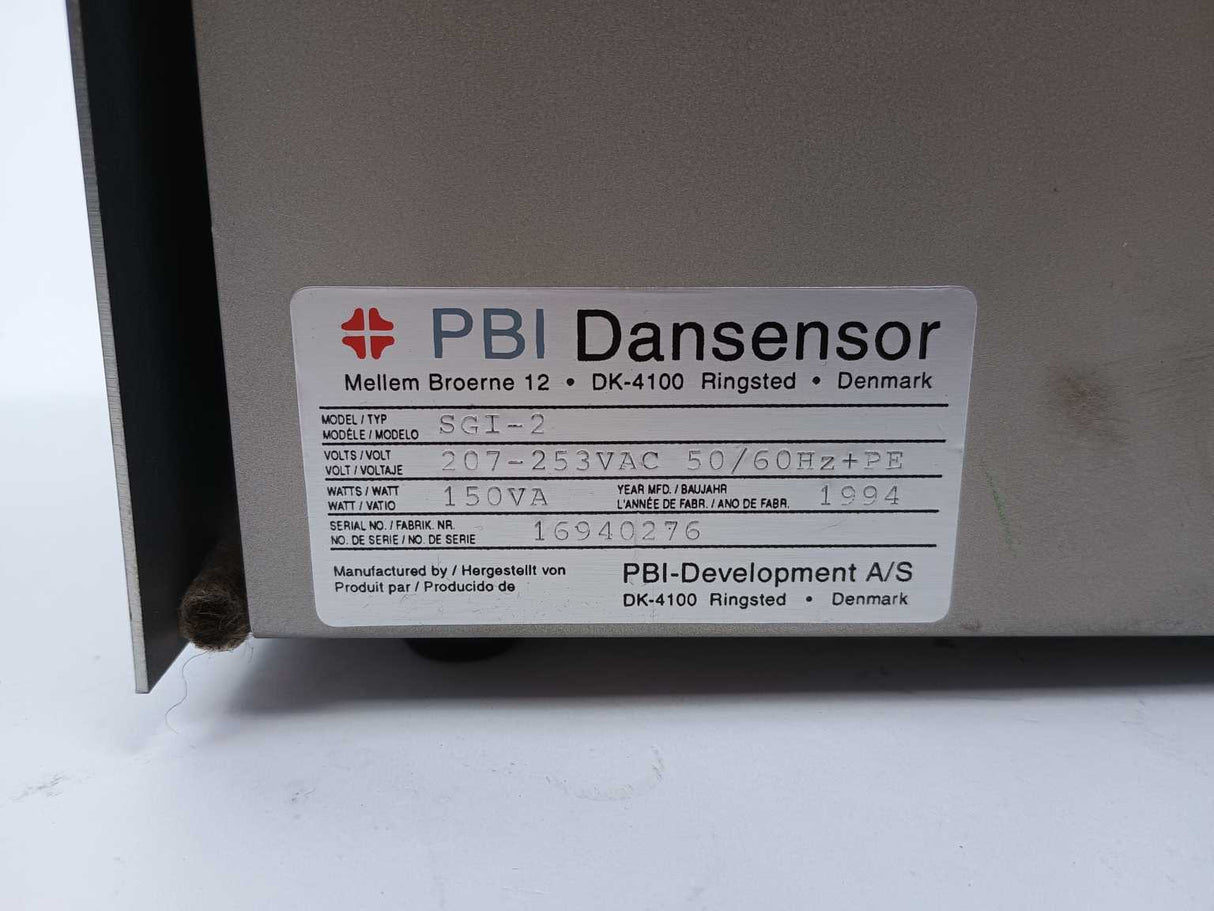 PBI Dansensor
Mellem Broerne 12 • DK-4100 Ringsted • Denmark
MODEL / TYP
MODÈLE / MODELO
SGI-2
VOLTS / VOLT
VOLT / VOLTAJE
207-253VAC 50/60Hz+PE
WATTS / WATT
WATT / VATIO
150VA
YEAR MFD. / BAUJAHR
L'ANNÉE DE FABR. / ANO DE FABR.
1994
SERIAL NO. / FABRIK. NR.
NO. DE SERIE / NO. DE SERIE
16940276
Manufactured by / Hergestellt von
Produit par / Producido de
PBI-Development A/S
DK-4100 Ringsted • Denmark